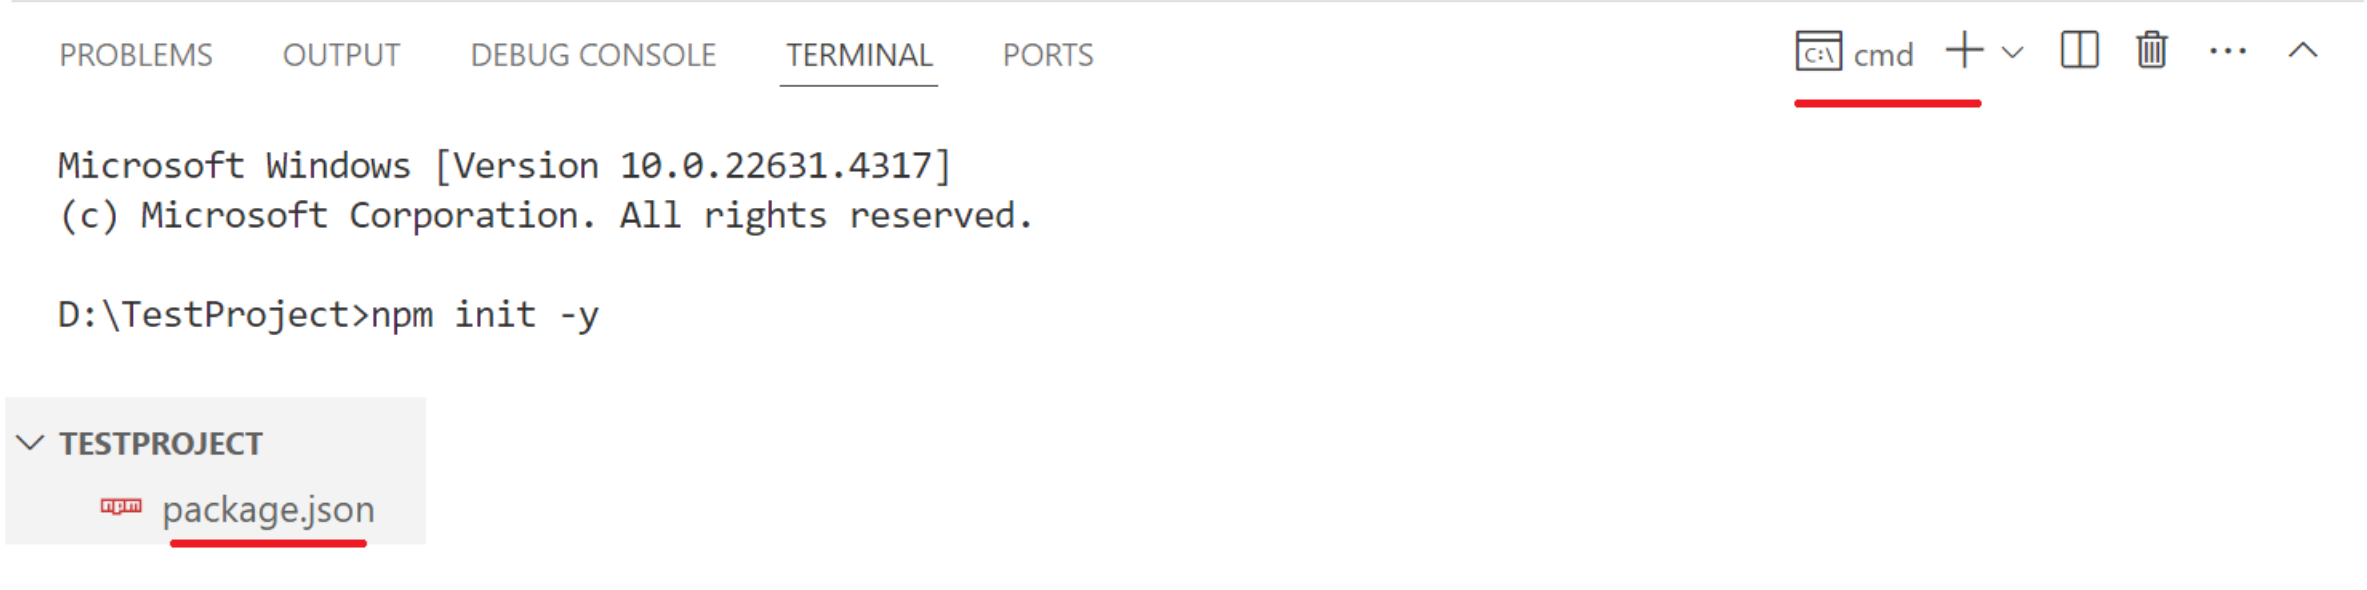 PROBLEMS OUTPUT DEBUG CONSOLE TERMINAL PORTS C:\ cmd
Microsoft Windows [Version 10.0.22631.4317]
(c) Microsoft Corporation. All rights reserved.
D:\TestProject>npm init -y
TESTPROJECT
npm package.json